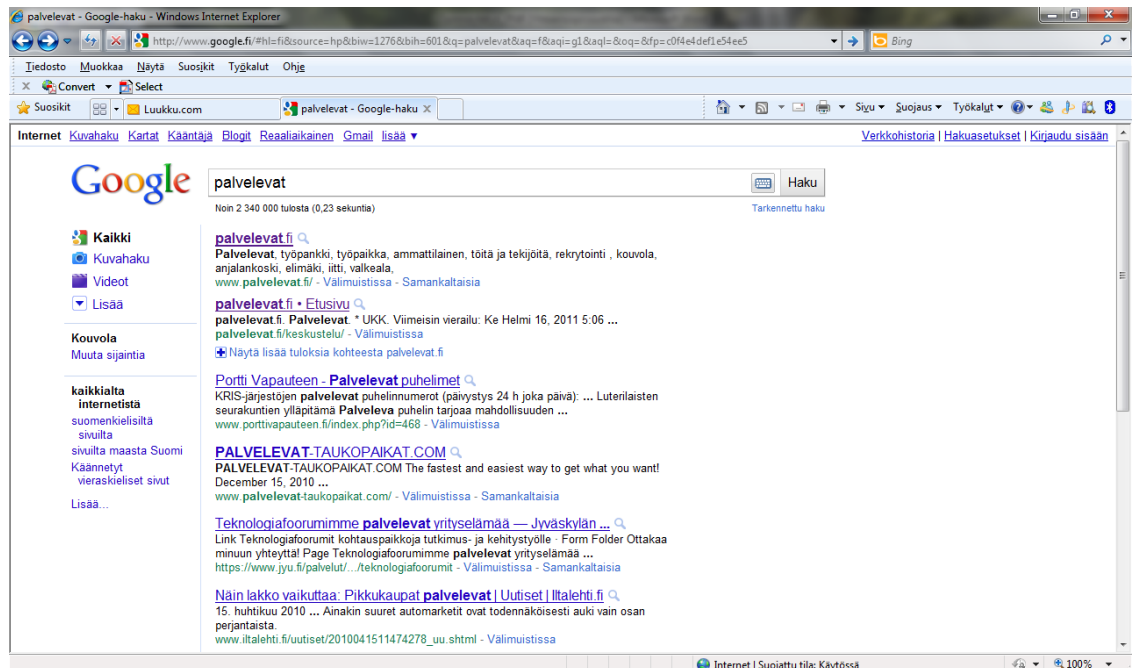 palvelevat - Google-haku - Windows Internet Explorer
http://www.google.fi/#hl=fi&source=hp&biw=1276&bih=601&q=palvelevat&aq=f&aqi=g1&aql=&oq=&fp=c0f4e4def1e54ee5
Bing
Tiedosto Muokkaa Näytä Suosikit Työkalut Ohje
x Convert Select
Suosikit Luukku.com palvelevat - Google-haku X Sivu Suojaus Työkalut
Internet Kuvahaku Kartat Kääntäjä Blogit Reaaliaikainen Gmail lisää ▼ Verkkohistoria | Hakuasetukset | Kirjaudu sisään
Google palvelevat Haku
Noin 2 340 000 tulosta (0,23 sekuntia) Tarkennettu haku
Kaikki
Kuvahaku
Videot
Lisää
Kouvola
Muuta sijaintia
kaikkialta
internetistä
suomenkielisiltä
sivuilta
sivuilta maasta Suomi
Käännetyt
vieraskieliset sivut
Lisää...
palvelevat.fi
Palvelevat, työpankki, työpaikka, ammattilainen, töitä ja tekijöitä, rekrytointi , kouvola,
anjalankoski, elimäki, iitti, valkeala,
www.palvelevat.fi/ - Välimuistissa - Samankaltaisia
palvelevat.fi • Etusivu
palvelevat.fi. Palvelevat. * UKK. Viimeisin vierailu: Ke Helmi 16, 2011 5:06 ...
palvelevat.fi/keskustelu/ - Välimuistissa
Näytä lisää tuloksia kohteesta palvelevat.fi
Portti Vapauteen - Palvelevat puhelimet
KRIS-järjestöjen palvelevat puhelinnumerot (päivystys 24 h joka päivä): ... Luterilaisten
seurakuntien ylläpitämä Palveleva puhelin tarjoaa mahdollisuuden ...
www.porttivapauteen.fi/index.php?id=468 - Välimuistissa
PALVELEVAT-TAUKOPAIKAT.COM
PALVELEVAT-TAUKOPAIKAT.COM The fastest and easiest way to get what you want!
December 15, 2010 ...
www.palvelevat-taukopaikat.com/ - Välimuistissa - Samankaltaisia
Teknologiafoorumimme palvelevat yrityselämää — Jyväskylän ...
Link Teknologiafoorumit kohtauspaikkoja tutkimus- ja kehitystyölle · Form Folder Ottakaa
minuun yhteyttä! Page Teknologiafoorumimme palvelevat yrityselämää ...
https://www.jyu.fi/palvelut/.../teknologiafoorumit - Välimuistissa - Samankaltaisia
Näin lakko vaikuttaa: Pikkukaupat palvelevat | Uutiset | Iltalehti.fi
15. huhtikuu 2010 ... Ainakin suuret automarketit ovat todennäköisesti auki vain osan
perjantaista.
www.iltalehti.fi/uutiset/2010041511474278_uu.shtml - Välimuistissa
Internet | Suojattu tila: Käytössä 100%